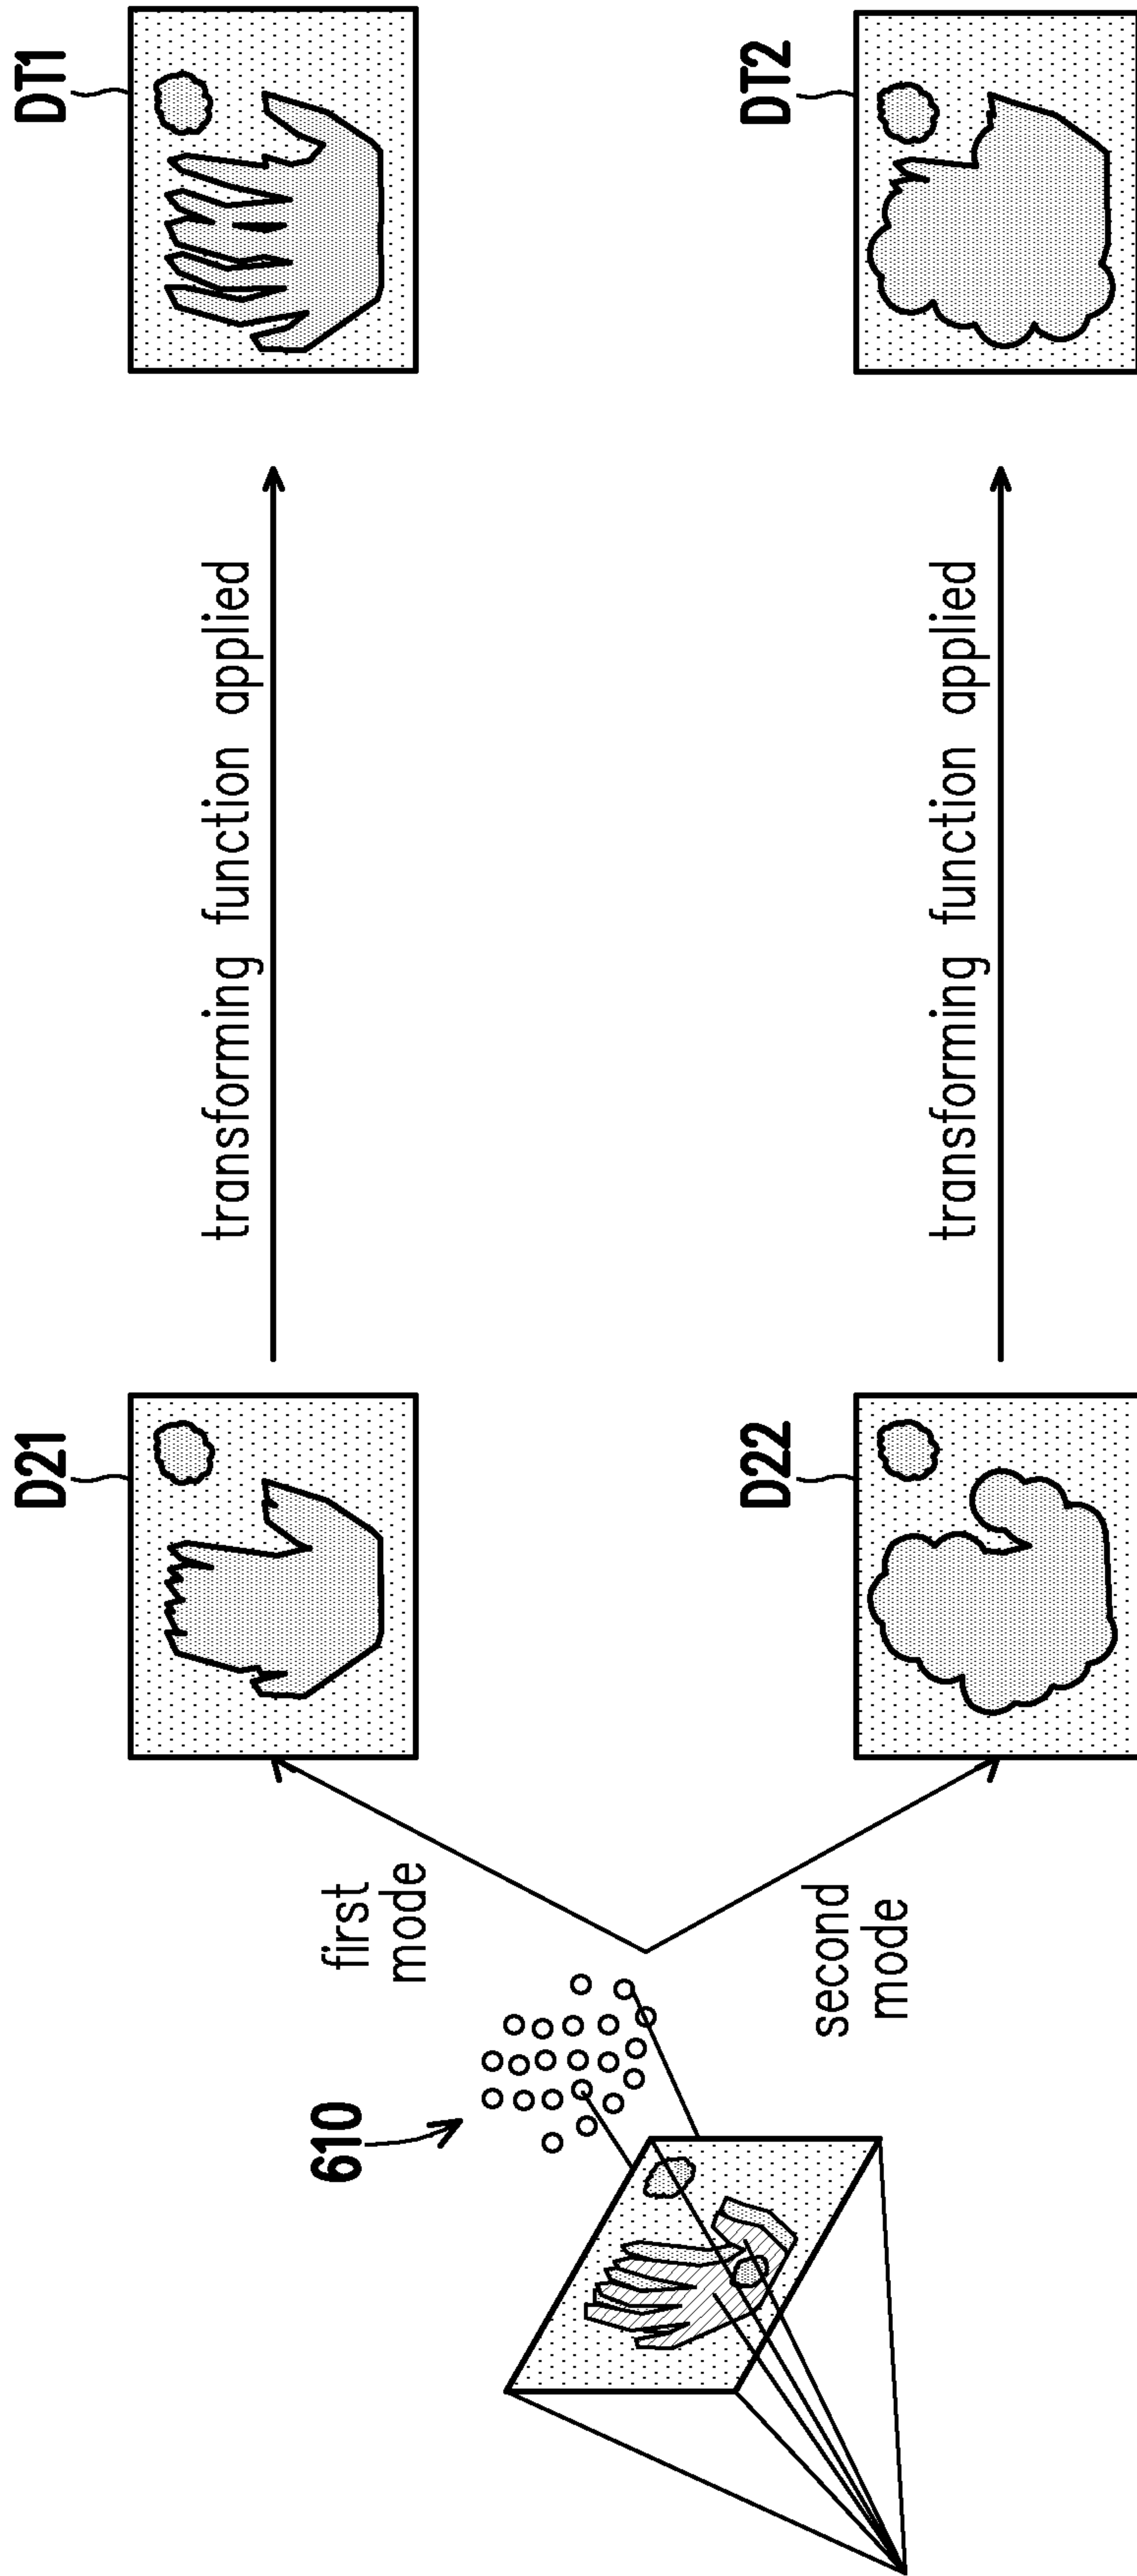 610
first
mode
second
mode
D21
transforming function applied
DT1
D22
transforming function applied
DT2